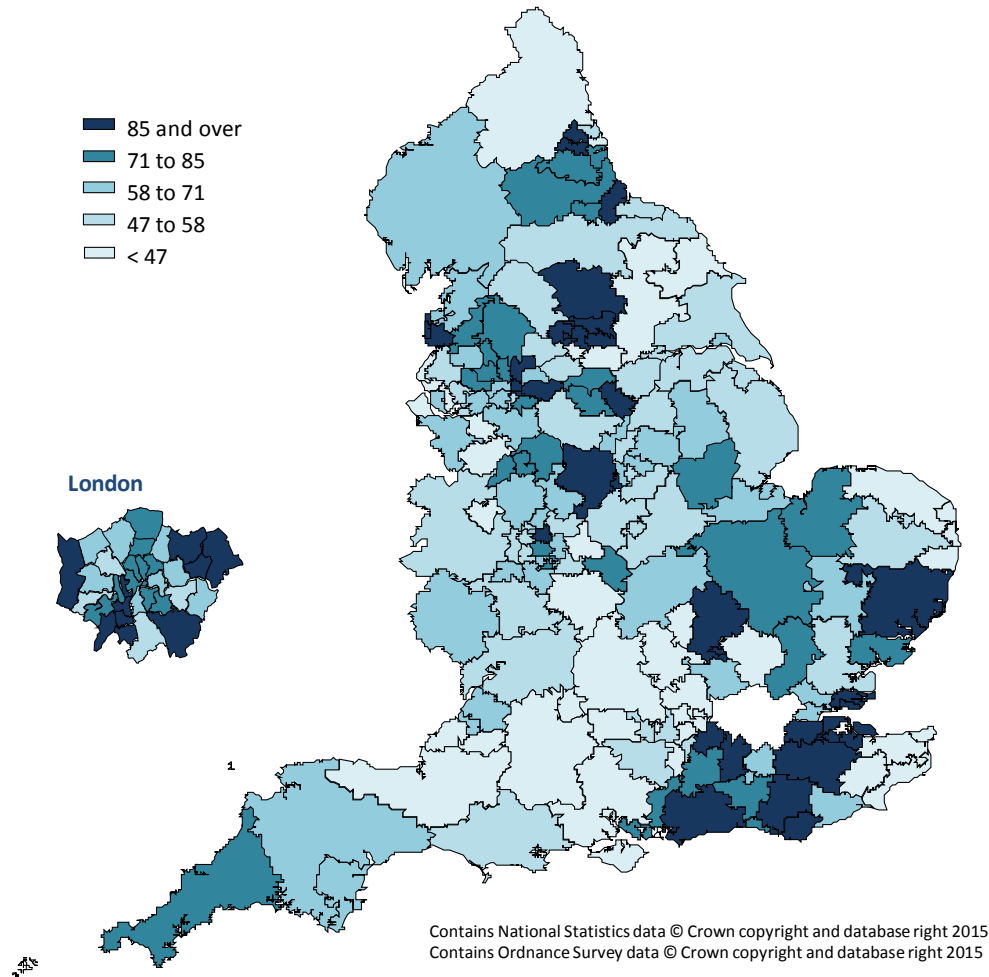 85 and over
71 to 85
58 to 71
47 to 58
< 47
London
1
Contains National Statistics data © Crown copyright and database right 2015
Contains Ordnance Survey data © Crown copyright and database right 2015